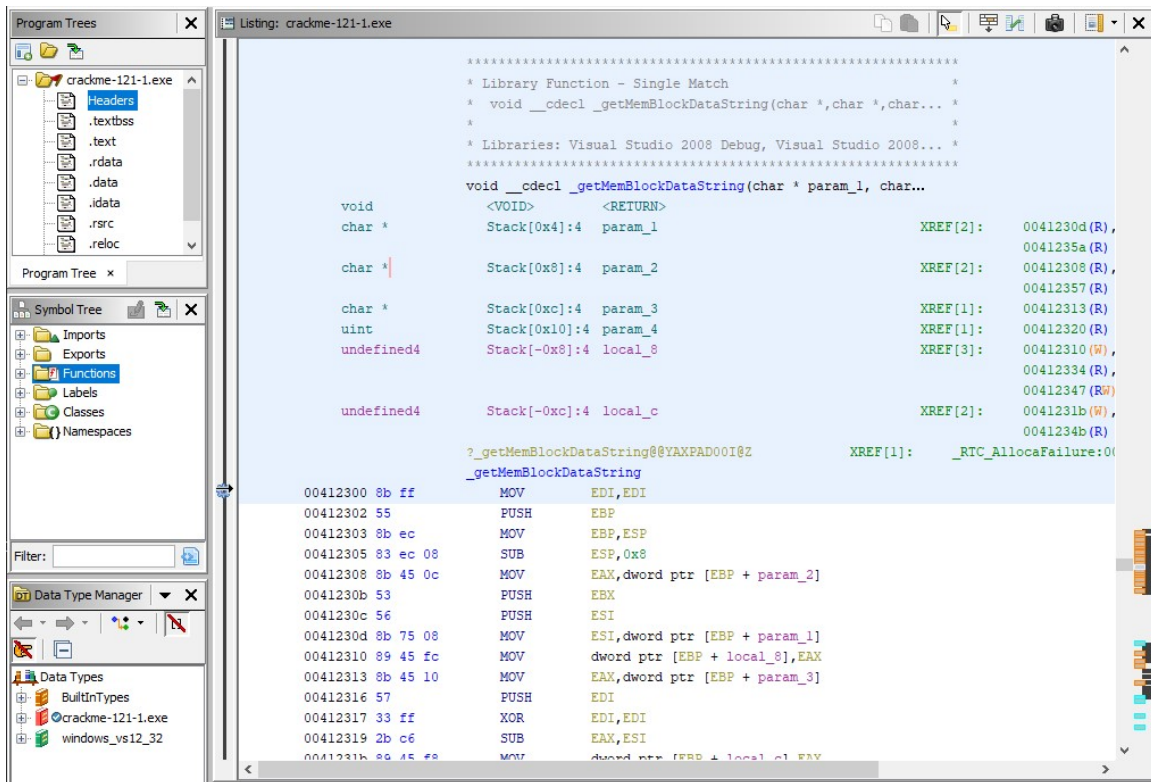 Program Trees
crackme-121-1.exe
Headers
.textbss
.text
.rdata
.data
.idata
.rsrc
.reloc
Program Tree ×
Symbol Tree
Imports
Exports
Functions
Labels
Classes
Namespaces
Filter:
Data Type Manager
Data Types
BuiltInTypes
crackme-121-1.exe
windows_vs12_32
Listing: crackme-121-1.exe
*************************************************************
* Library Function - Single Match *
* void __cdecl _getMemBlockDataString(char *,char *,char... *
* *
* Libraries: Visual Studio 2008 Debug, Visual Studio 2008... *
*************************************************************
void __cdecl _getMemBlockDataString(char * param_1, char...
void <VOID> <RETURN>
char * Stack[0x4]:4 param_1 XREF[2]: 0041230d(R),
0041235a(R)
char * Stack[0x8]:4 param_2 XREF[2]: 00412308(R),
00412357(R)
char * Stack[0xc]:4 param_3 XREF[1]: 00412313(R)
uint Stack[0x10]:4 param_4 XREF[1]: 00412320(R)
undefined4 Stack[-0x8]:4 local_8 XREF[3]: 00412310(W),
00412334(R),
00412347(RW)
undefined4 Stack[-0xc]:4 local_c XREF[2]: 0041231b(W),
0041234b(R)
?_getMemBlockDataString@@YAXPAD00I@Z XREF[1]: _RTC_AllocaFailure:00
_getMemBlockDataString
00412300 8b ff MOV EDI,EDI
00412302 55 PUSH EBP
00412303 8b ec MOV EBP,ESP
00412305 83 ec 08 SUB ESP,0x8
00412308 8b 45 0c MOV EAX,dword ptr [EBP + param_2]
0041230b 53 PUSH EBX
0041230c 56 PUSH ESI
0041230d 8b 75 08 MOV ESI,dword ptr [EBP + param_1]
00412310 89 45 fc MOV dword ptr [EBP + local_8],EAX
00412313 8b 45 10 MOV EAX,dword ptr [EBP + param_3]
00412316 57 PUSH EDI
00412317 33 ff XOR EDI,EDI
00412319 2b c6 SUB EAX,ESI
0041231b 89 45 f8 MOV dword ptr [EBP + local_c],EAX